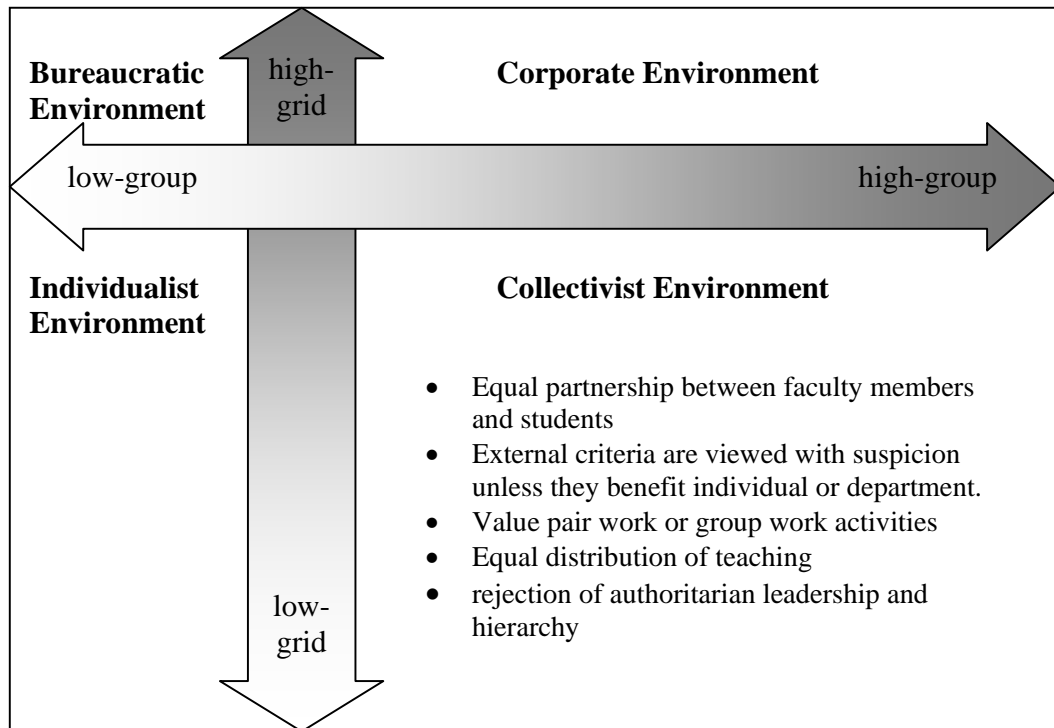 Bureaucratic
Environment
high-
grid
Corporate Environment
low-group
high-group
Individualist
Environment
Collectivist Environment
• Equal partnership between faculty members
and students
• External criteria are viewed with suspicion
unless they benefit individual or department.
• Value pair work or group work activities
• Equal distribution of teaching
• rejection of authoritarian leadership and
hierarchy
low-
grid